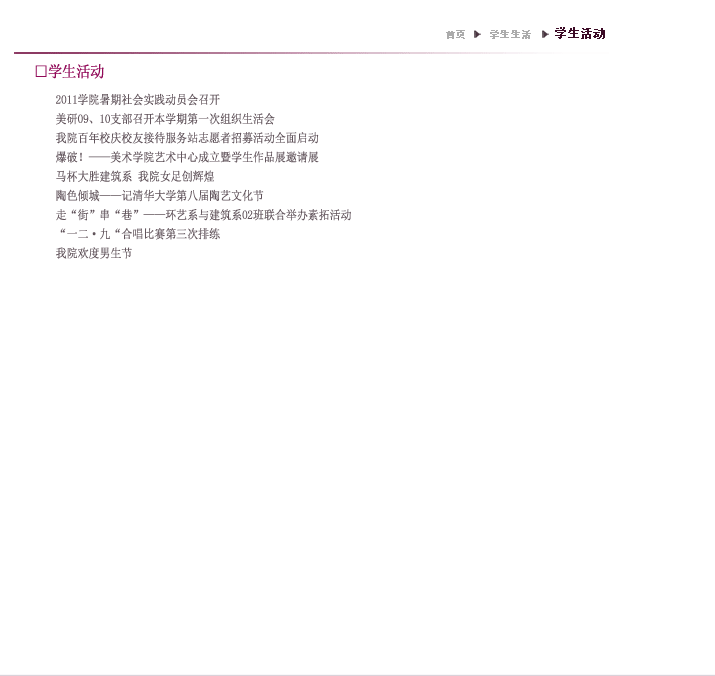 首页 ▶ 学生生活 ▶ 学生活动
□学生活动
2011学院暑期社会实践动员会召开
美研09、10支部召开本学期第一次组织生活会
我院百年校庆校友接待服务站志愿者招募活动全面启动
爆破！——美术学院艺术中心成立暨学生作品展邀请展
马杯大胜建筑系 我院女足创辉煌
陶色倾城——记清华大学第八届陶艺文化节
走“街”串“巷”——环艺系与建筑系02班联合举办素拓活动
“一二·九“合唱比赛第三次排练
我院欢度男生节